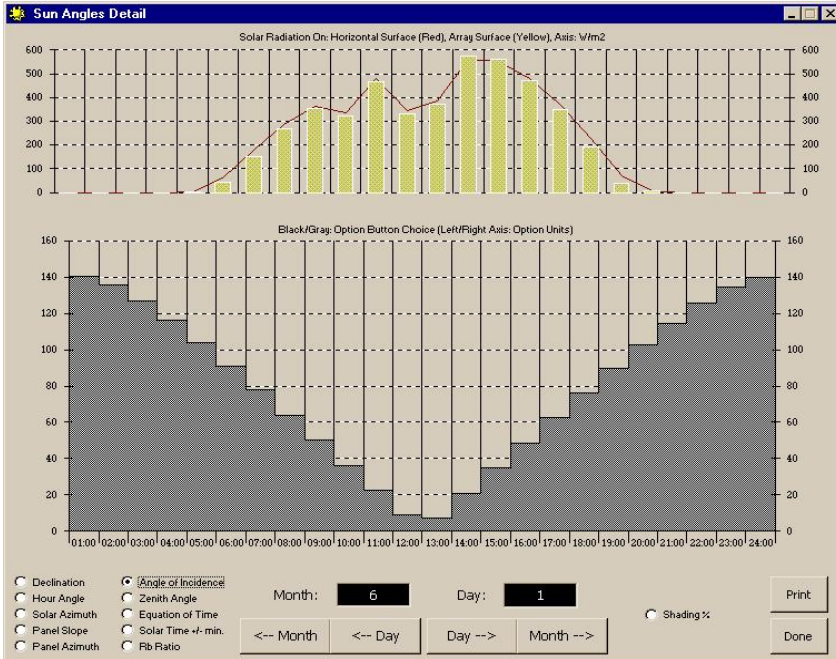 Sun Angles Detail
Solar Radiation On: Horizontal Surface (Red), Array Surface (Yellow), Axis: W/m2
600 600
500 500
400 400
300 300
200 200
100 100
0 0
Black/Gray: Option Button Choice (Left/Right Axis: Option Units)
160 160
140 140
120 120
100 100
80 80
60 60
40 40
20 20
0 0
01:00 02:00 03:00 04:00 05:00 06:00 07:00 08:00 09:00 10:00 11:00 12:00 13:00 14:00 15:00 16:00 17:00 18:00 19:00 20:00 21:00 22:00 23:00 24:00
Declination
Hour Angle
Solar Azimuth
Panel Slope
Panel Azimuth
Angle of Incidence
Zenith Angle
Equation of Time
Solar Time +/- min.
Rb Ratio
Month: 6 Day: 1
<-- Month <-- Day Day --> Month -->
Shading %
Print
Done